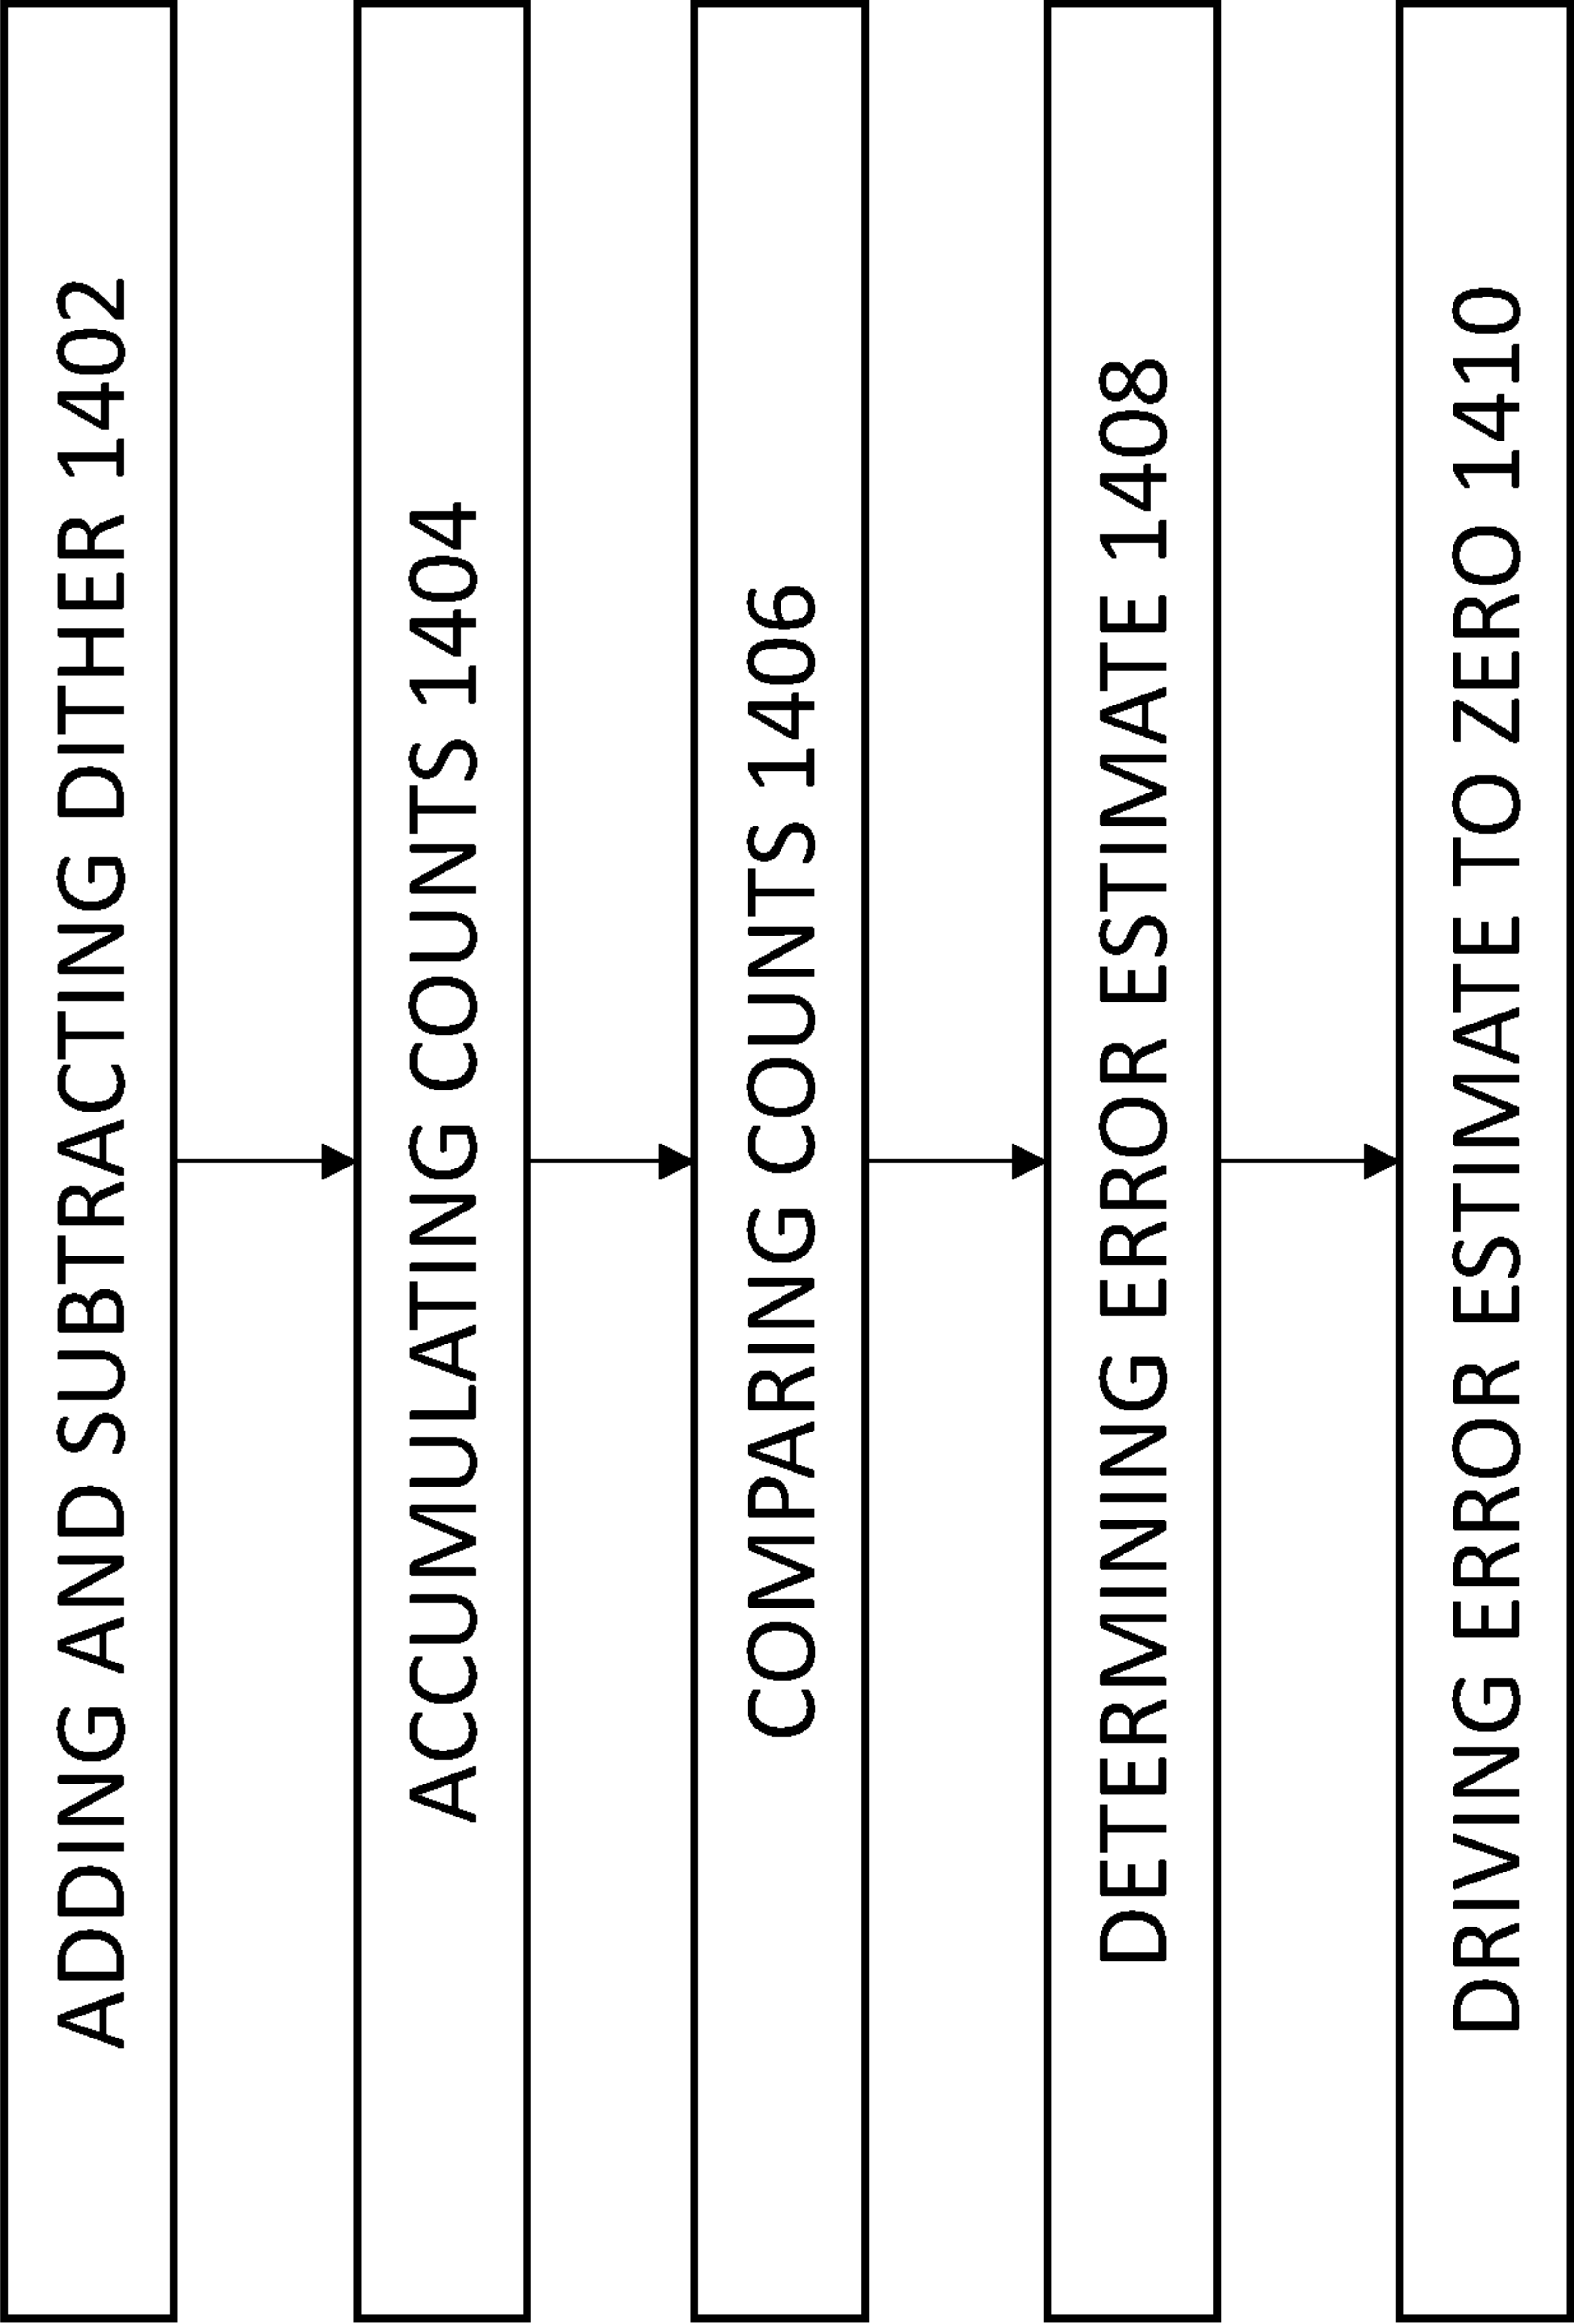 ADDING AND SUBTRACTING DITHER 1402
ACCUMULATING COUNTS 1404
COMPARING COUNTS 1406
DETERMINING ERROR ESTIMATE 1408
DRIVING ERROR ESTIMATE TO ZERO 1410